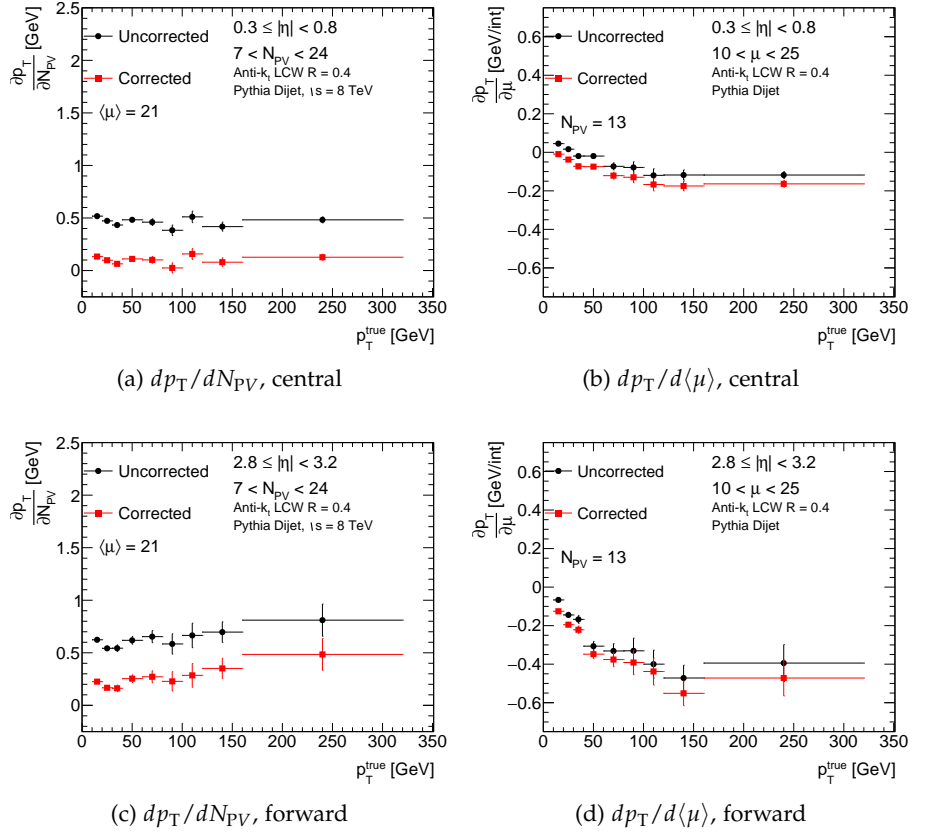 ∂p_T/∂N_PV [GeV]
2.5
2
1.5
1
0.5
0
Uncorrected
Corrected
⟨μ⟩ = 21
0.3 ≤ |η| < 0.8
7 < N_PV < 24
Anti-k_t LCW R = 0.4
Pythia Dijet, √s = 8 TeV
0 50 100 150 200 250 300 350
p_T^true [GeV]
(a) dp_T/dN_PV, central
∂p_T/∂μ [GeV/int]
0.6
0.4
0.2
0
−0.2
−0.4
−0.6
Uncorrected
Corrected
N_PV = 13
0.3 ≤ |η| < 0.8
10 < μ < 25
Anti-k_t LCW R = 0.4
Pythia Dijet
0 50 100 150 200 250 300 350
p_T^true [GeV]
(b) dp_T/d⟨μ⟩, central
∂p_T/∂N_PV [GeV]
2.5
2
1.5
1
0.5
0
Uncorrected
Corrected
⟨μ⟩ = 21
2.8 ≤ |η| < 3.2
7 < N_PV < 24
Anti-k_t LCW R = 0.4
Pythia Dijet, √s = 8 TeV
0 50 100 150 200 250 300 350
p_T^true [GeV]
(c) dp_T/dN_PV, forward
∂p_T/∂μ [GeV/int]
0.6
0.4
0.2
0
−0.2
−0.4
−0.6
Uncorrected
Corrected
N_PV = 13
2.8 ≤ |η| < 3.2
10 < μ < 25
Anti-k_t LCW R = 0.4
Pythia Dijet
0 50 100 150 200 250 300 350
p_T^true [GeV]
(d) dp_T/d⟨μ⟩, forward